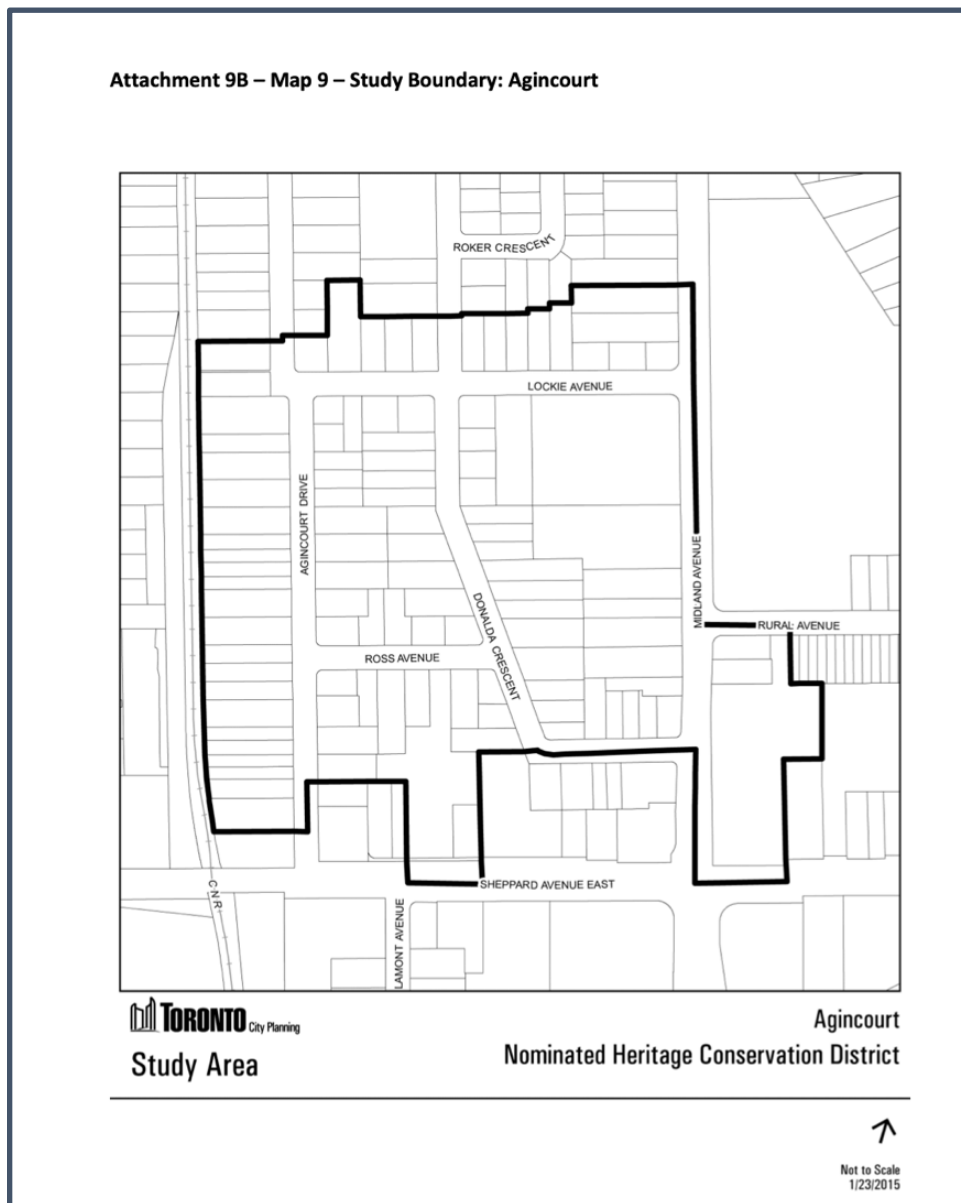 Attachment 9B – Map 9 – Study Boundary: Agincourt
ROKER CRESCENT
LOCKIE AVENUE
AGINCOURT DRIVE
MIDLAND AVENUE
DONALDA CRESCENT
RURAL AVENUE
ROSS AVENUE
SHEPPARD AVENUE EAST
CNR
LAMONT AVENUE
TORONTO City Planning
Study Area
Agincourt
Nominated Heritage Conservation District
Not to Scale
1/23/2015